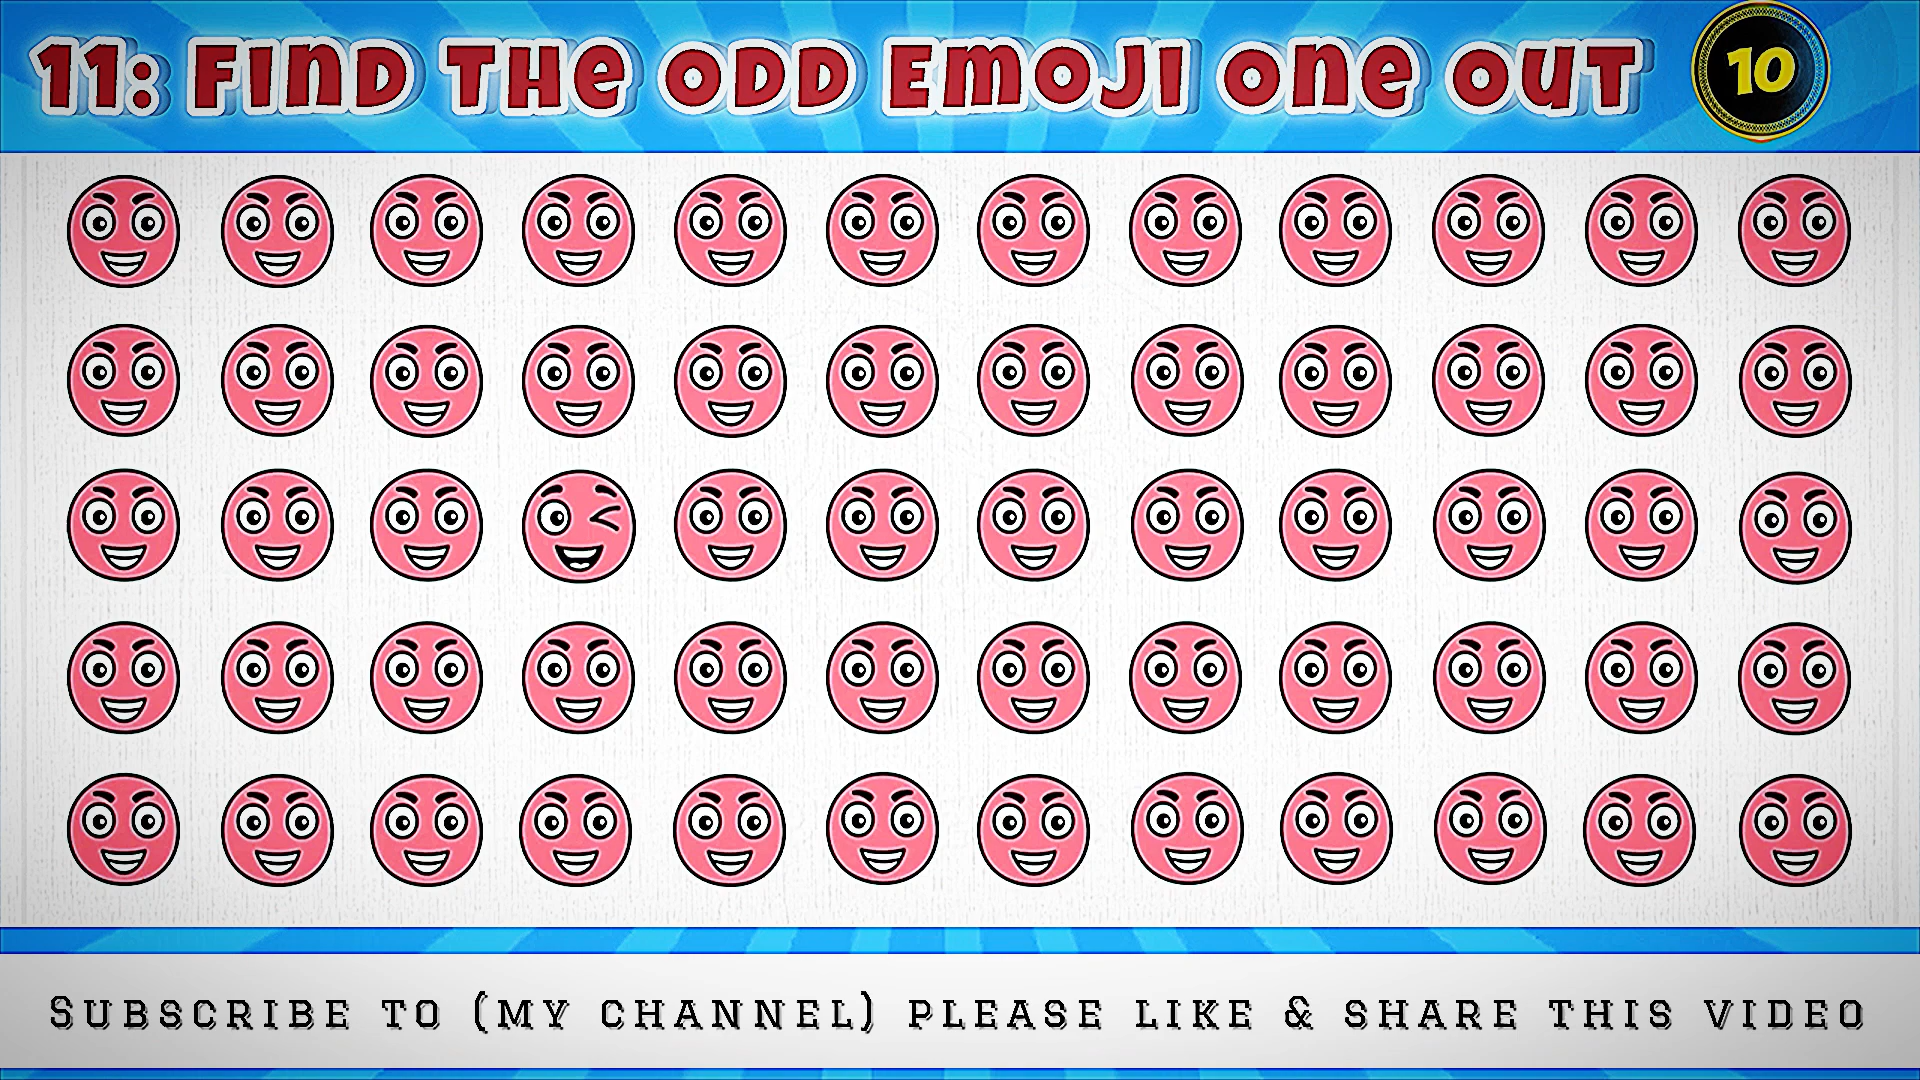 11: FIND THE ODD EMOJI ONE OUT
10
SUBSCRIBE TO (MY CHANNEL) PLEASE LIKE & SHARE THIS VIDEO